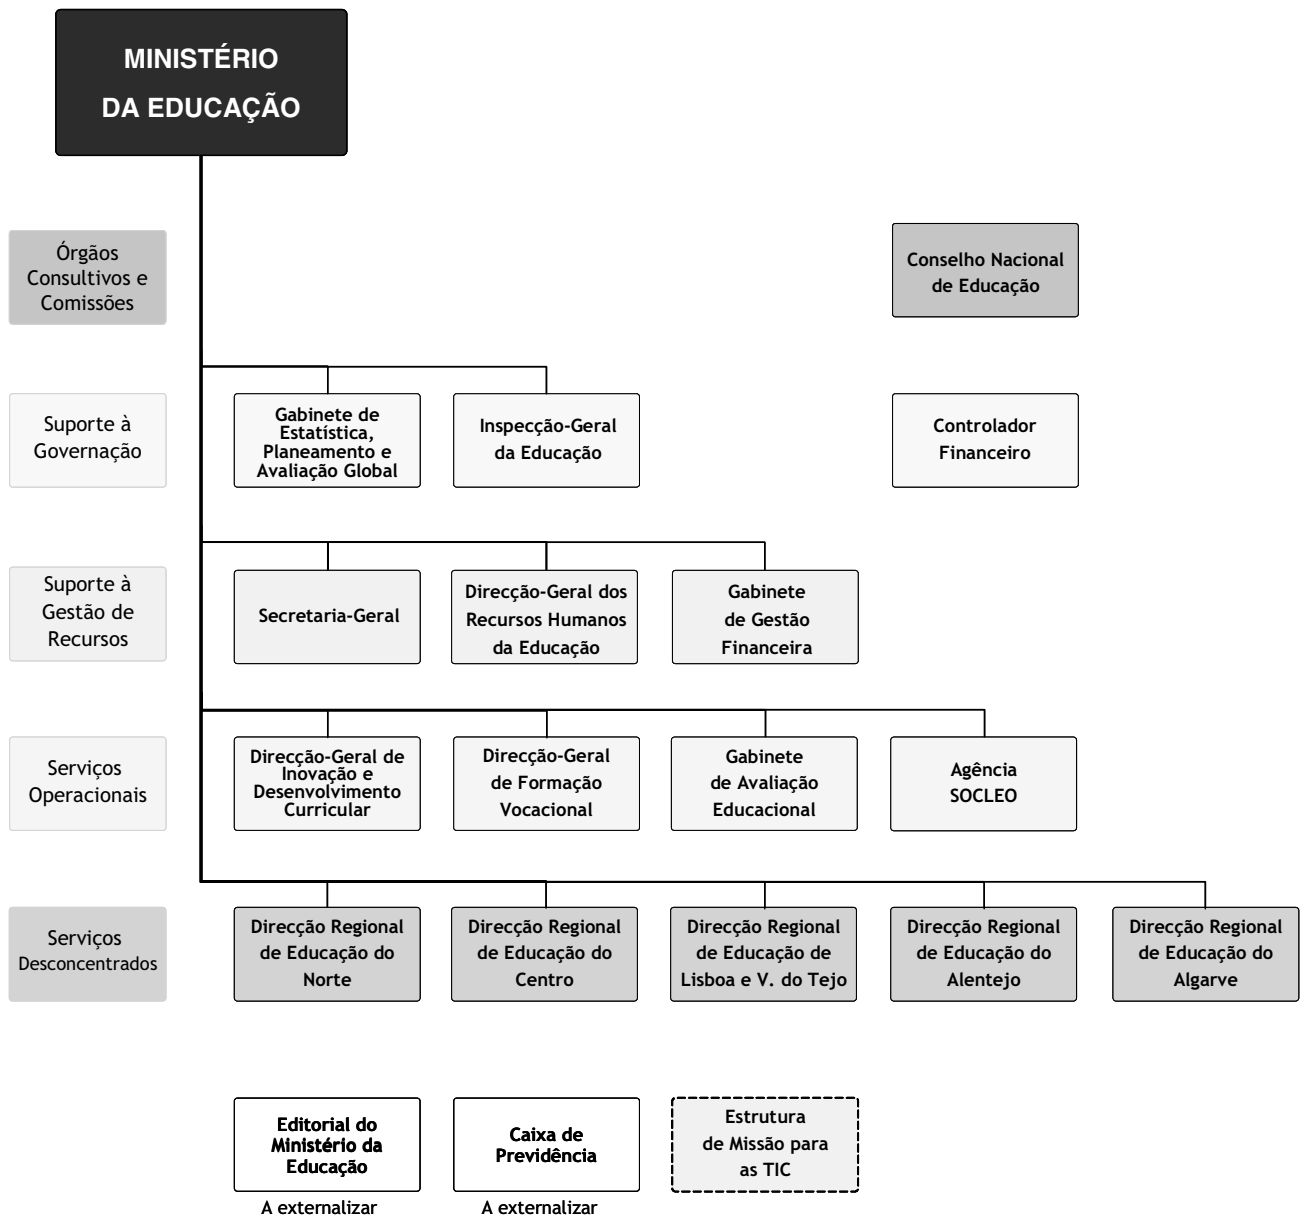 MINISTÉRIO
DA EDUCAÇÃO
Órgãos
Consultivos e
Comissões
Conselho Nacional
de Educação
Suporte à
Governação
Gabinete de
Estatística,
Planeamento e
Avaliação Global
Inspecção-Geral
da Educação
Controlador
Financeiro
Suporte à
Gestão de
Recursos
Secretaria-Geral
Direcção-Geral dos
Recursos Humanos
da Educação
Gabinete
de Gestão
Financeira
Serviços
Operacionais
Direcção-Geral de
Inovação e
Desenvolvimento
Curricular
Direcção-Geral
de Formação
Vocacional
Gabinete
de Avaliação
Educacional
Agência
SOCLEO
Serviços
Desconcentrados
Direcção Regional
de Educação do
Norte
Direcção Regional
de Educação do
Centro
Direcção Regional
de Educação de
Lisboa e V. do Tejo
Direcção Regional
de Educação do
Alentejo
Direcção Regional
de Educação do
Algarve
Editorial do
Ministério da
Educação
A externalizar
Caixa de
Previdência
A externalizar
Estrutura
de Missão para
as TIC